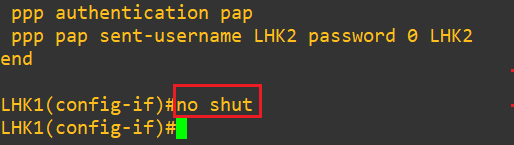 ppp authentication pap
ppp pap sent-username LHK2 password 0 LHK2
end
LHK1(config-if)#no shut
LHK1(config-if)#